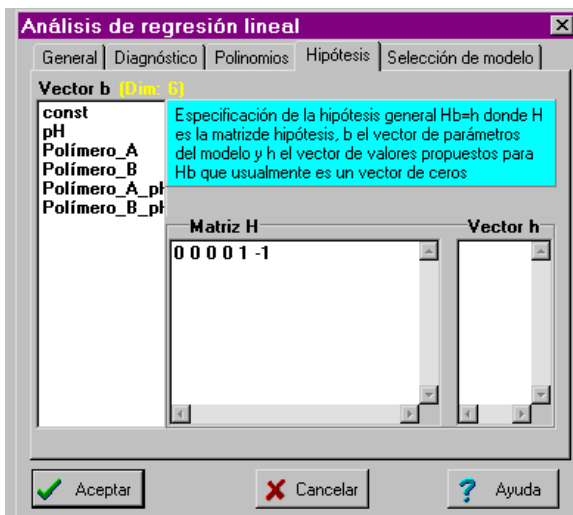 Análisis de regresión lineal
General Diagnóstico Polinomios Hipótesis Selección de modelo
Vector b (Dim: 6)
const
pH
Polímero_A
Polímero_B
Polímero_A_pH
Polímero_B_pH
Especificación de la hipótesis general Hb=h donde H
es la matrizde hipótesis, b el vector de parámetros
del modelo y h el vector de valores propuestos para
Hb que usualmente es un vector de ceros
Matriz H
0 0 0 0 1 -1
Vector h
Aceptar Cancelar Ayuda